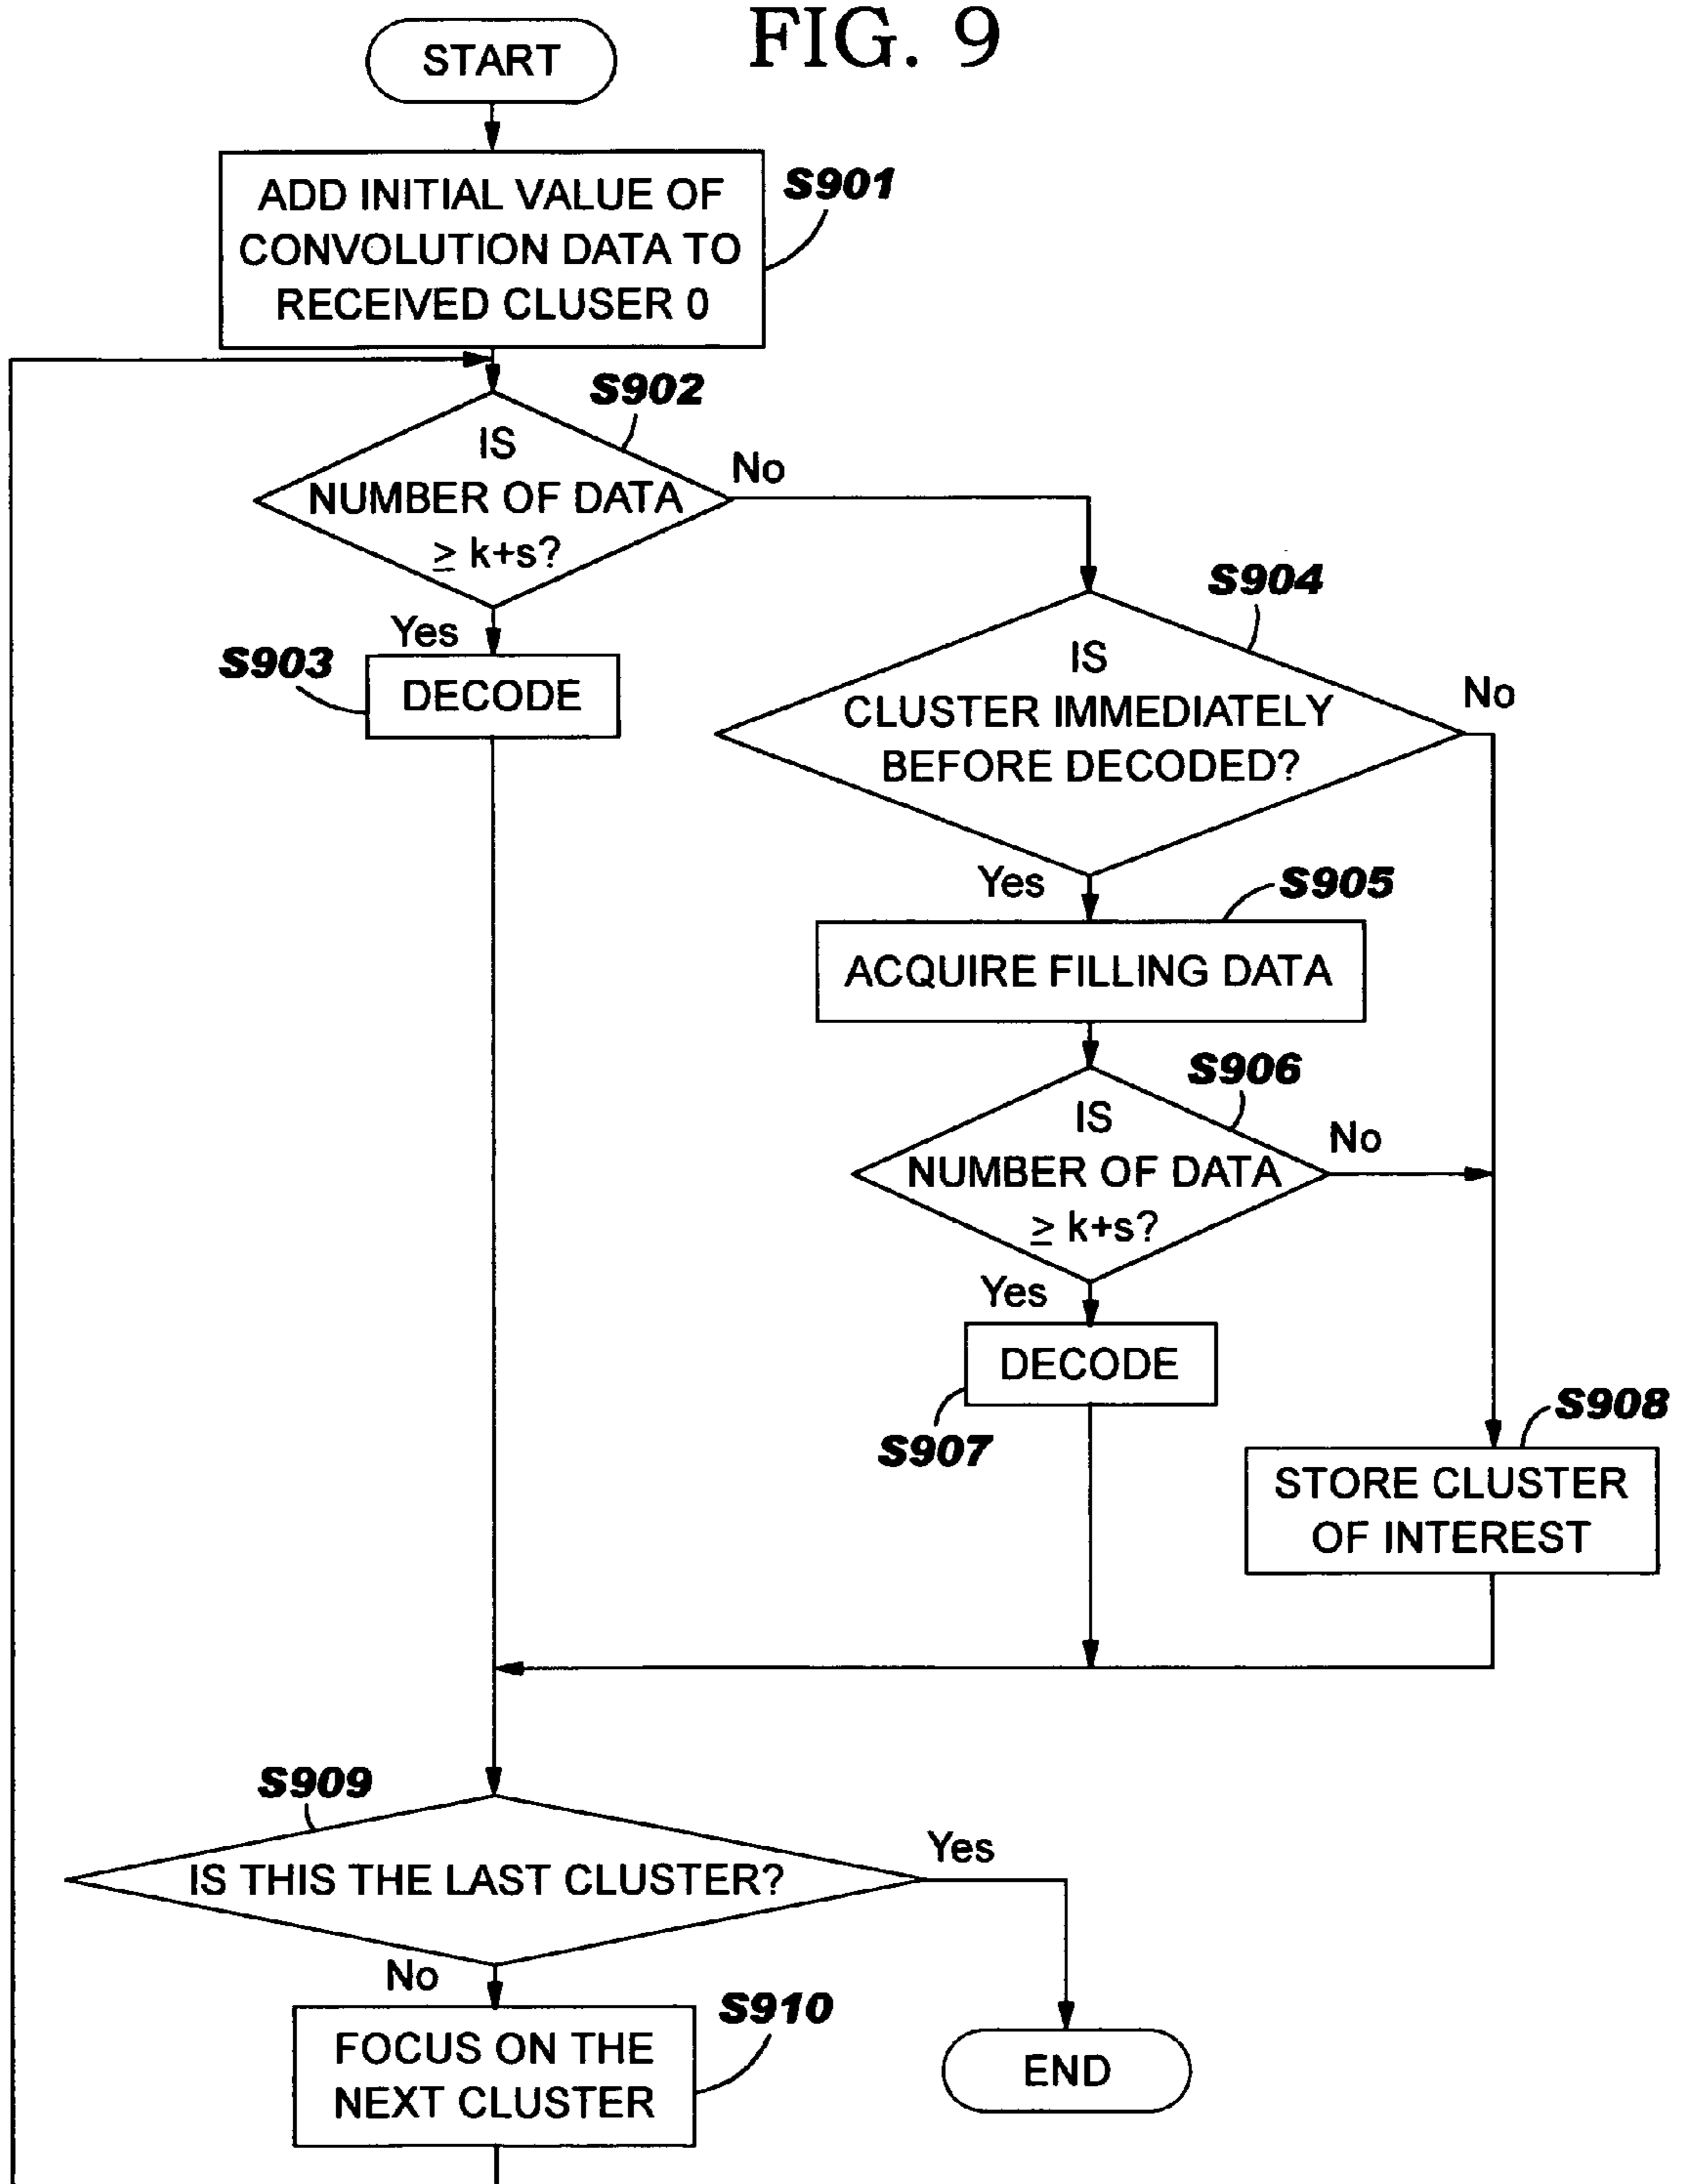 FIG. 9
START
ADD INITIAL VALUE OF
CONVOLUTION DATA TO
RECEIVED CLUSER 0
S901
S902
IS
NUMBER OF DATA
≥ k+s?
No
Yes
S903
DECODE
S904
IS
CLUSTER IMMEDIATELY
BEFORE DECODED?
No
Yes
S905
ACQUIRE FILLING DATA
S906
IS
NUMBER OF DATA
≥ k+s?
No
Yes
DECODE
S907
S908
STORE CLUSTER
OF INTEREST
S909
IS THIS THE LAST CLUSTER?
Yes
No
S910
FOCUS ON THE
NEXT CLUSTER
END